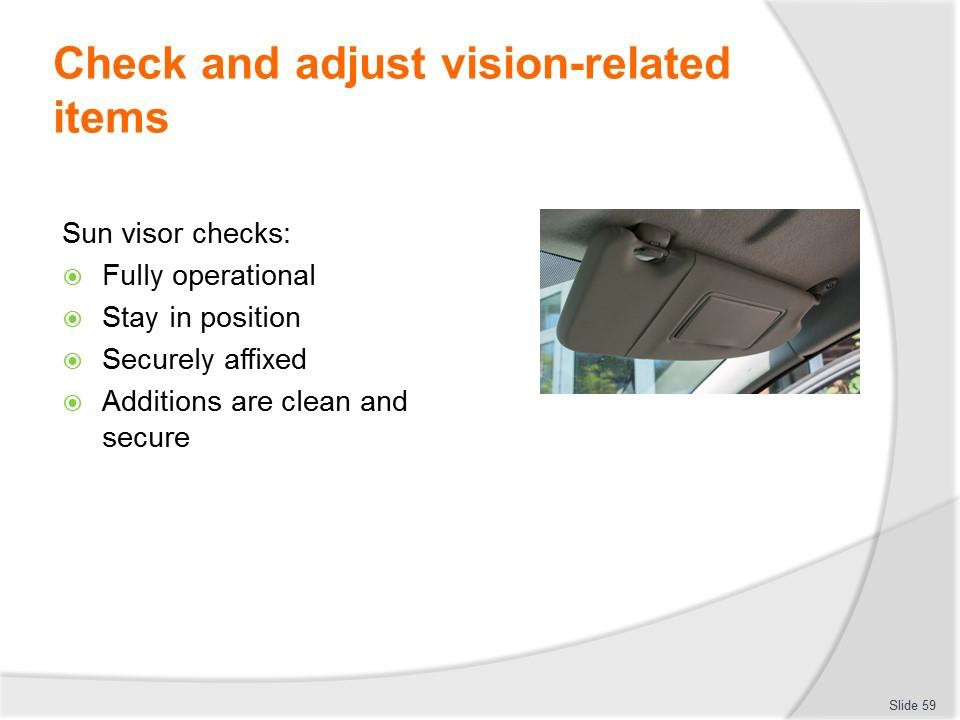 Check and adjust vision-related
items
Sun visor checks:
Fully operational
Stay in position
Securely affixed
Additions are clean and
secure
Slide 59